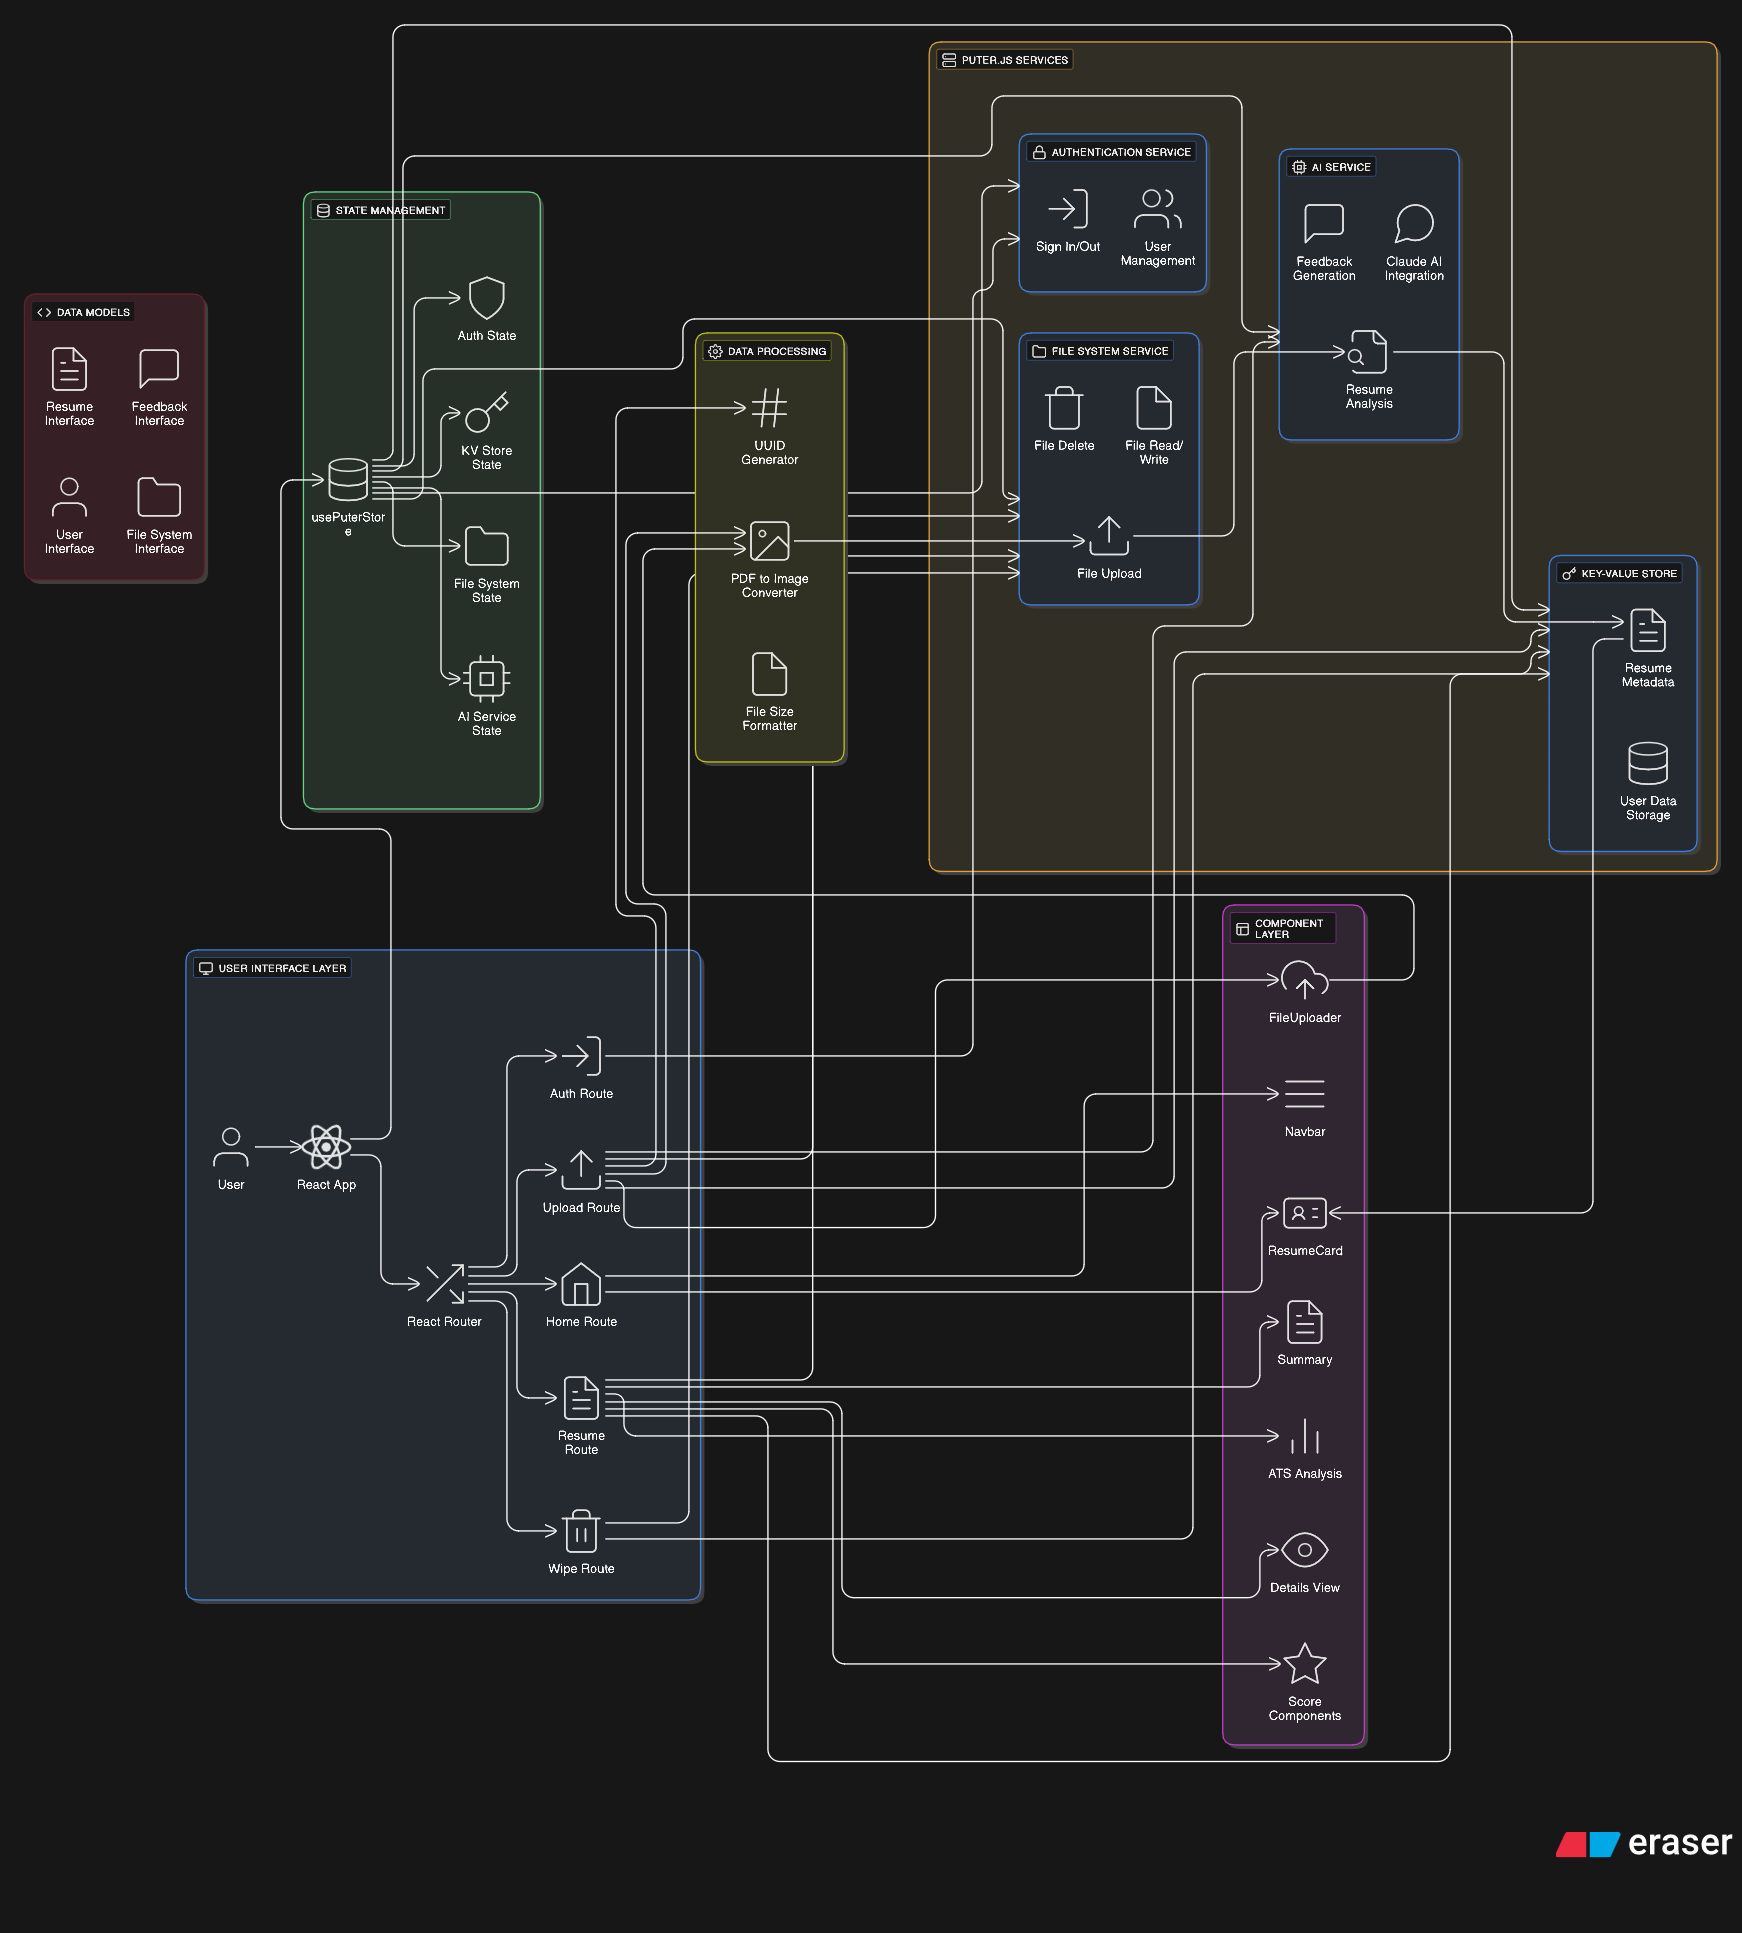 PUTER.JS SERVICES
AUTHENTICATION SERVICE
Sign In/Out
User
Management
AI SERVICE
Feedback
Generation
Claude AI
Integration
Resume
Analysis
STATE MANAGEMENT
Auth State
KV Store
State
usePuterStor
e
File System
State
AI Service
State
DATA MODELS
Resume
Interface
Feedback
Interface
User
Interface
File System
Interface
DATA PROCESSING
UUID
Generator
PDF to Image
Converter
File Size
Formatter
FILE SYSTEM SERVICE
File Delete
File Read/
Write
File Upload
KEY-VALUE STORE
Resume
Metadata
User Data
Storage
USER INTERFACE LAYER
User
React App
React Router
Auth Route
Upload Route
Home Route
Resume
Route
Wipe Route
COMPONENT
LAYER
FileUploader
Navbar
ResumeCard
Summary
ATS Analysis
Details View
Score
Components
eraser